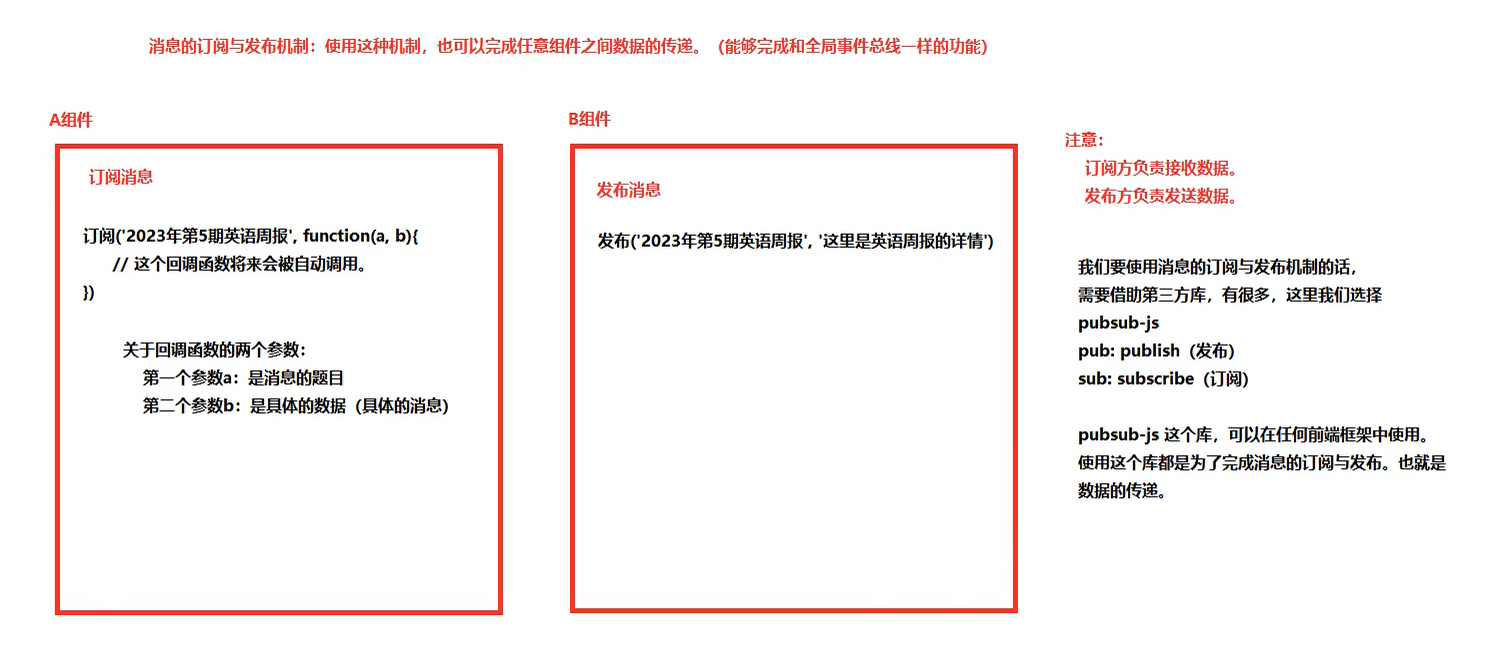 消息的订阅与发布机制：使用这种机制，也可以完成任意组件之间数据的传递。（能够完成和全局事件总线一样的功能）
A组件
订阅消息
订阅('2023年第5期英语周报', function(a, b){
// 这个回调函数将来会被自动调用。
})
关于回调函数的两个参数：
第一个参数a：是消息的题目
第二个参数b：是具体的数据（具体的消息）
B组件
发布消息
发布('2023年第5期英语周报', '这里是英语周报的详情')
注意：
订阅方负责接收数据。
发布方负责发送数据。
我们要使用消息的订阅与发布机制的话，
需要借助第三方库，有很多，这里我们选择
pubsub-js
pub: publish（发布）
sub: subscribe（订阅）
pubsub-js 这个库，可以在任何前端框架中使用。
使用这个库都是为了完成消息的订阅与发布。也就是
数据的传递。